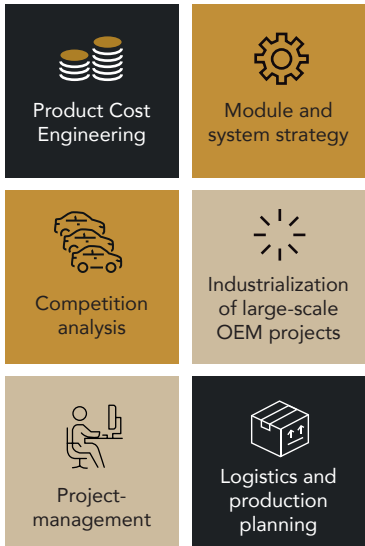 Product Cost
Engineering
Module and
system strategy
Competition
analysis
Industrialization
of large-scale
OEM projects
Project-
management
Logistics and
production
planning